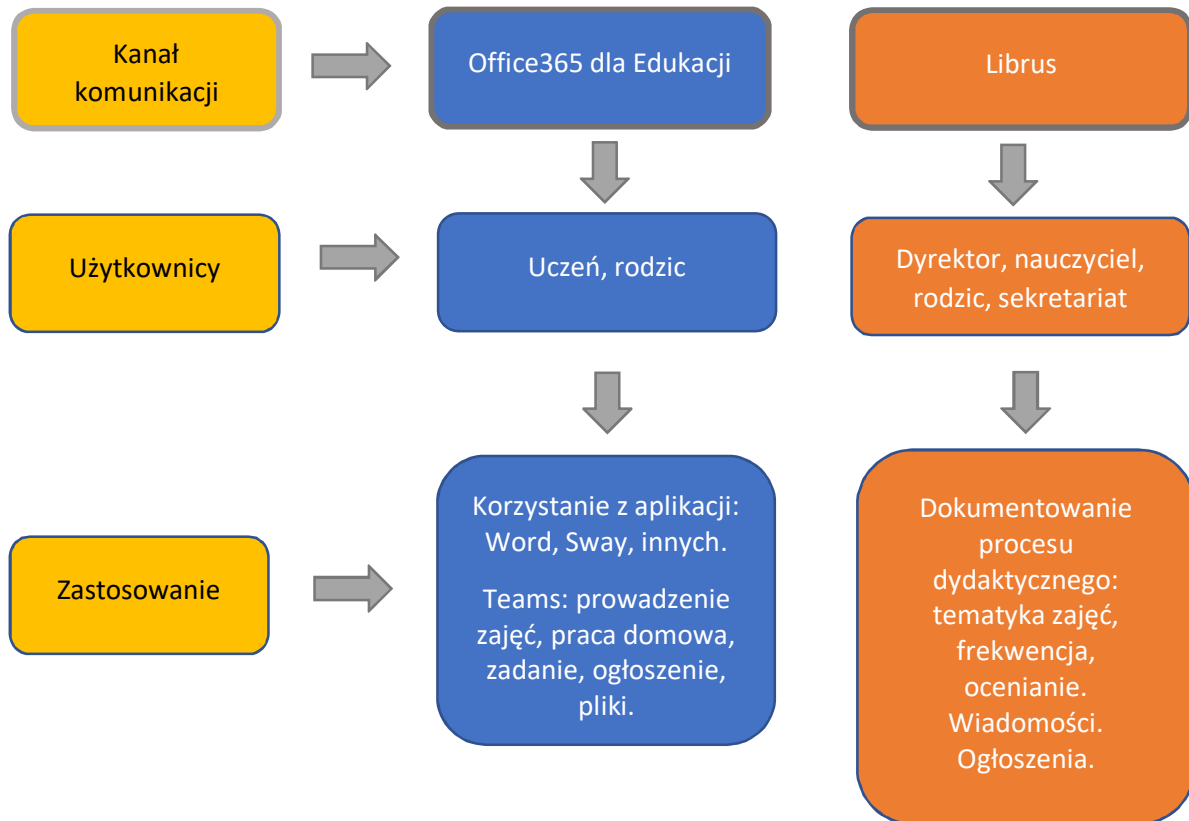 Kanał
komunikacji
Office365 dla Edukacji
Librus
Użytkownicy
Uczeń, rodzic
Dyrektor, nauczyciel,
rodzic, sekretariat
Zastosowanie
Korzystanie z aplikacji:
Word, Sway, innych.
Teams: prowadzenie
zajęć, praca domowa,
zadanie, ogłoszenie,
pliki.
Dokumentowanie
procesu
dydaktycznego:
tematyka zajęć,
frekwencja,
ocenianie.
Wiadomości.
Ogłoszenia.